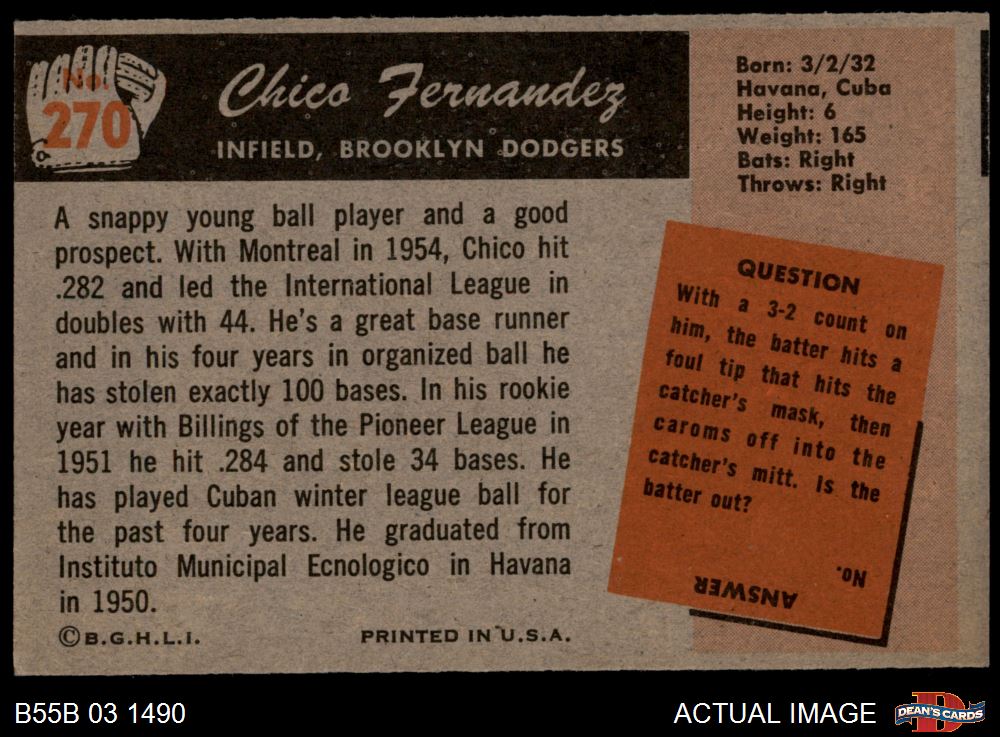 No.
270
Chico Fernandez
INFIELD, BROOKLYN DODGERS
A snappy young ball player and a good
prospect. With Montreal in 1954, Chico hit
.282 and led the International League in
doubles with 44. He's a great base runner
and in his four years in organized ball he
has stolen exactly 100 bases. In his rookie
year with Billings of the Pioneer League in
1951 he hit .284 and stole 34 bases. He
has played Cuban winter league ball for
the past four years. He graduated from
Instituto Municipal Ecnologico in Havana
in 1950.
©B.G.H.L.I.
PRINTED IN U.S.A.
Born: 3/2/32
Havana, Cuba
Height: 6
Weight: 165
Bats: Right
Throws: Right
QUESTION
With a 3-2 count on
him, the batter hits a
foul tip that hits the
catcher's mask, then
caroms off into the
catcher's mitt. Is the
batter out?
ANSWER
No.
B55B 03 1490
ACTUAL IMAGE
DEAN'S CARDS